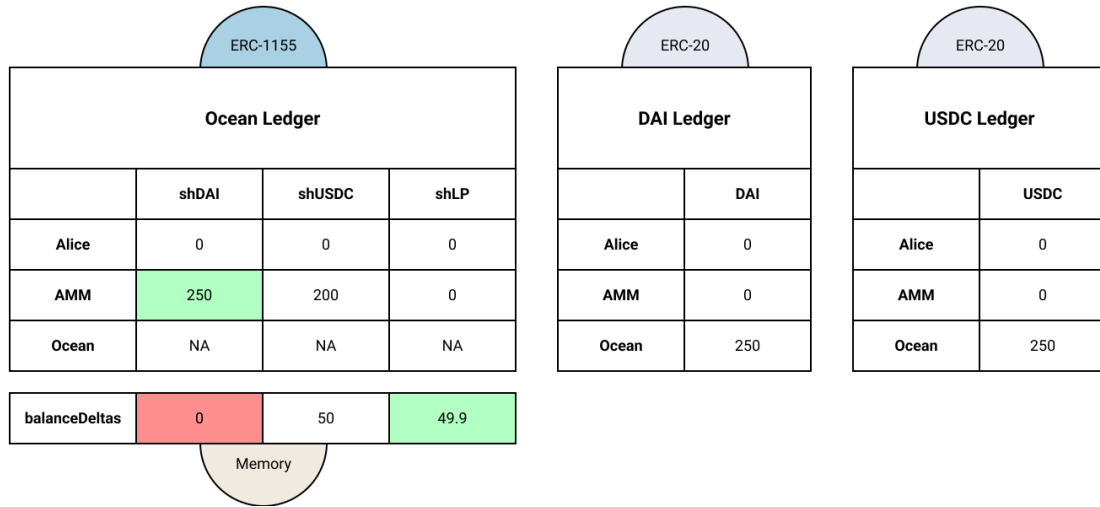 ERC-1155
Ocean Ledger
shDAI shUSDC shLP
Alice 0 0 0
AMM 250 200 0
Ocean NA NA NA
balanceDeltas 0 50 49.9
Memory
ERC-20
DAI Ledger
DAI
Alice 0
AMM 0
Ocean 250
ERC-20
USDC Ledger
USDC
Alice 0
AMM 0
Ocean 250